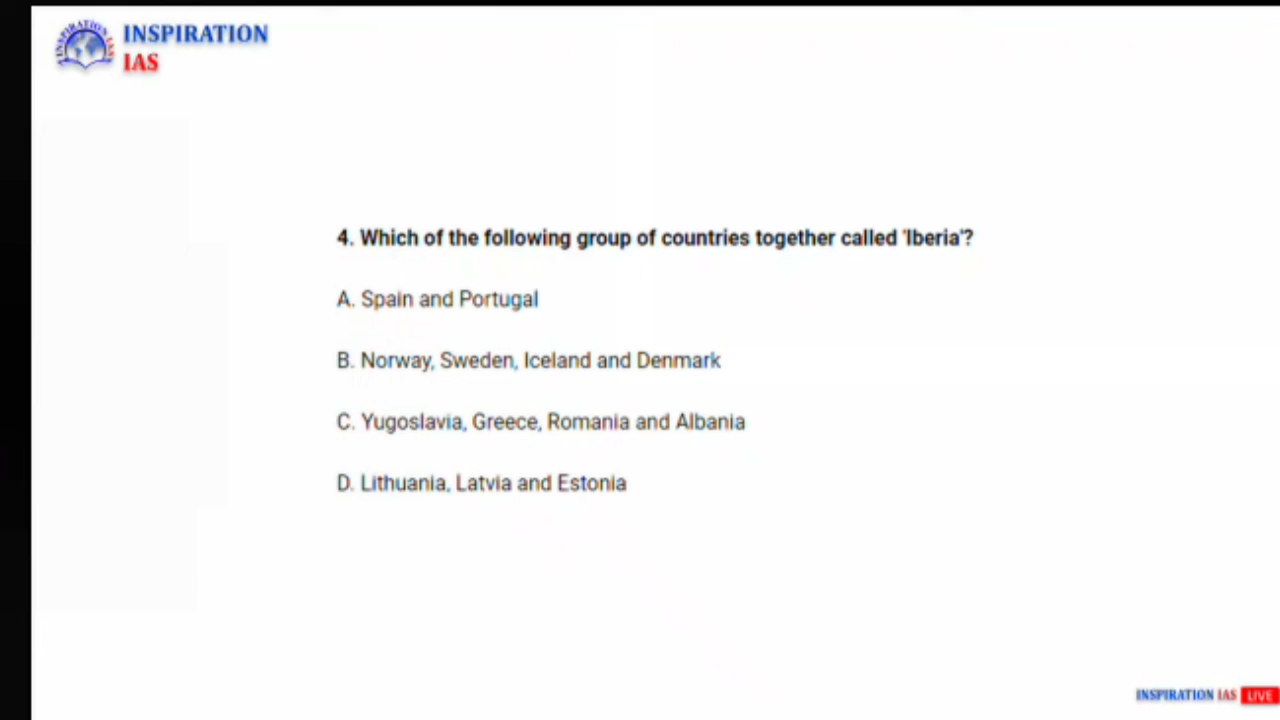 INSPIRATION
IAS
4. Which of the following group of countries together called 'Iberia'?
A. Spain and Portugal
B. Norway, Sweden, Iceland and Denmark
C. Yugoslavia, Greece, Romania and Albania
D. Lithuania, Latvia and Estonia
INSPIRATION IAS LIVE